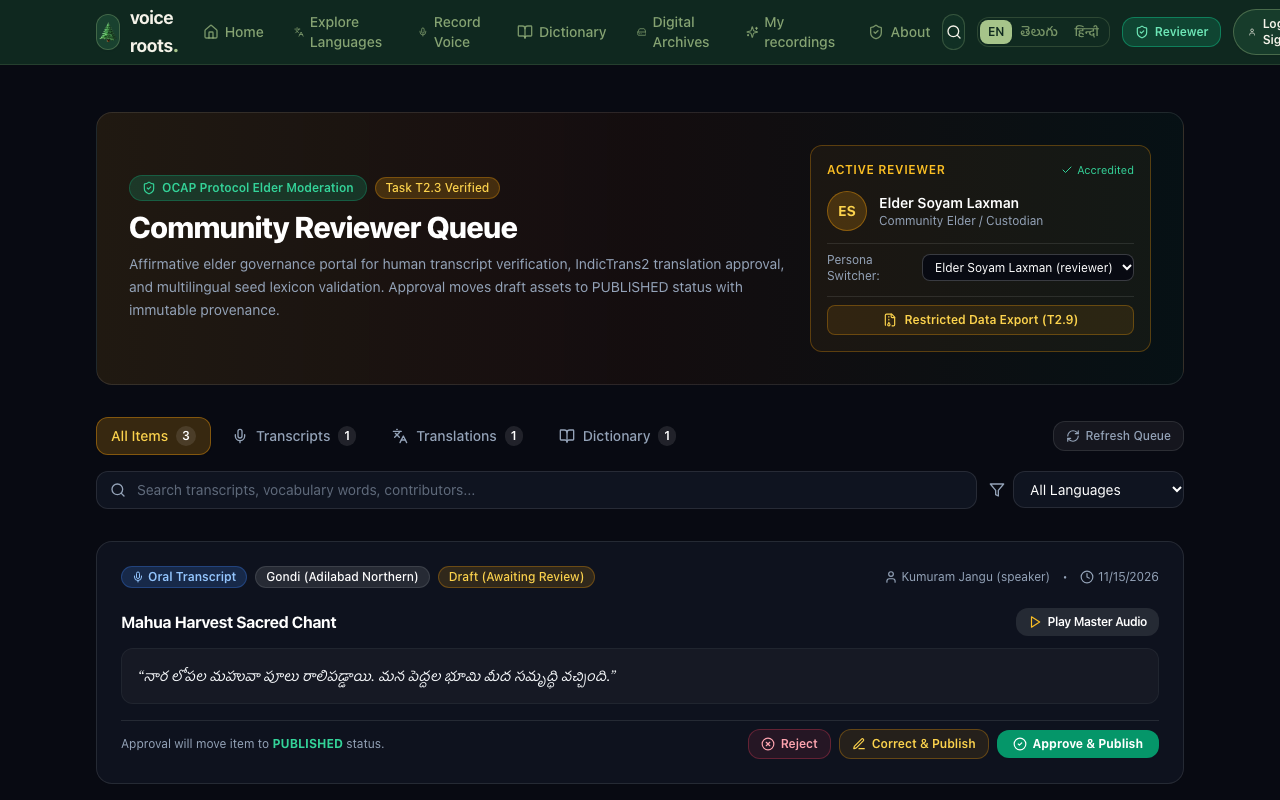 voice roots.
Home
Explore Languages
Record Voice
Dictionary
Digital Archives
My recordings
About
EN
తెలుగు
हिन्दी
Reviewer
OCAP Protocol Elder Moderation
Task T2.3 Verified
Community Reviewer Queue
Affirmative elder governance portal for human transcript verification, IndicTrans2 translation approval,
and multilingual seed lexicon validation. Approval moves draft assets to PUBLISHED status with
immutable provenance.
ACTIVE REVIEWER
Accredited
ES
Elder Soyam Laxman
Community Elder / Custodian
Persona Switcher:
Elder Soyam Laxman (reviewer)
Restricted Data Export (T2.9)
All Items 3
Transcripts 1
Translations 1
Dictionary 1
Refresh Queue
Search transcripts, vocabulary words, contributors...
All Languages
Oral Transcript
Gondi (Adilabad Northern)
Draft (Awaiting Review)
Kumuram Jangu (speaker)
•
11/15/2026
Mahua Harvest Sacred Chant
Play Master Audio
“నార లోపల మహువా పూలు రాలిపడ్డాయి. మన పెద్దల భూమి మీద సమృద్ధి వచ్చింది.”
Approval will move item to PUBLISHED status.
Reject
Correct & Publish
Approve & Publish